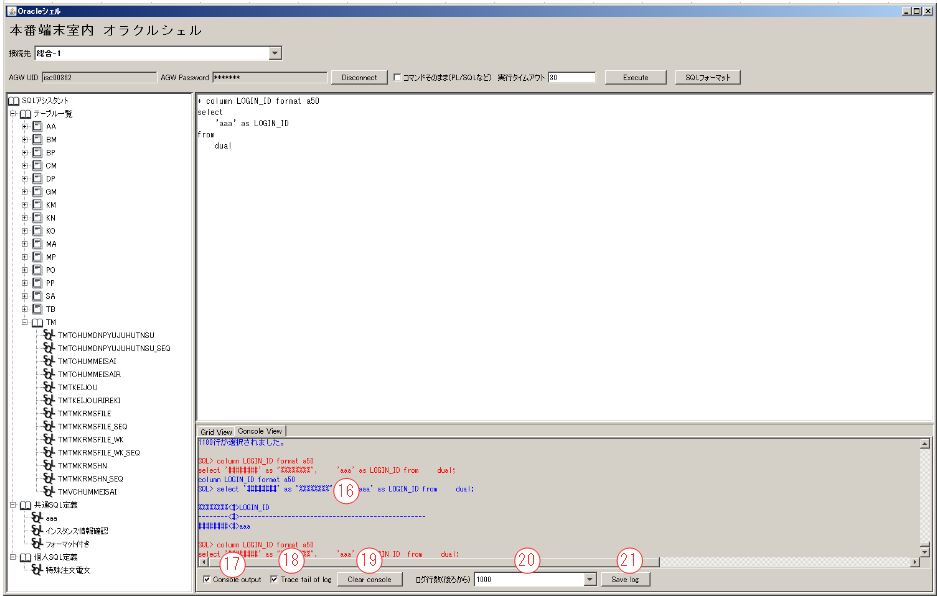 Oracleシェル
本番端末室内 オラクルシェル
接続先 総合-1
AGW UID isc00362 AGW Password ******* Disconnect コマンドそのまま(PL/SQLなど) 実行タイムアウト 30 Execute SQLフォーマット
SQLアシスタント
テーブル一覧
AA
BM
BP
CM
DP
GM
KM
KN
KO
MA
MP
PO
PP
SA
TB
TM
TMTCHUMONPYUJUHUTNSU
TMTCHUMONPYUJUHUTNSU_SEQ
TMTCHUMMEISAI
TMTCHUMMEISAIR
TMTKEIJOU
TMTKEIJOURIREKI
TMTMKRMSFILE
TMTMKRMSFILE_SEQ
TMTMKRMSFILE_WK
TMTMKRMSFILE_WK_SEQ
TMTMKRMSHN
TMTMKRMSHN_SEQ
TMVCHUMMEISAI
共通SQL定義
aaa
インスタンス情報確認
フォーマット付き
個人SQL定義
特殊注文電文
+ column LOGIN_ID format a50
select
'aaa' as LOGIN_ID
from
dual
Grid View Console View
1100行が選択されました。
SQL> column LOGIN_ID format a50
select '########' as "%%%%%%%%", 'aaa' as LOGIN_ID from dual;
column LOGIN_ID format a50
SQL> select '########' as "%%%%%%%%" 16 'aaa' as LOGIN_ID from dual;
%%%%%%%%<$>LOGIN_ID
--------<$>--------------------------------------------------
########<$>aaa
SQL> column LOGIN_ID format a50
select '########' as "%%%%%%%%", 'aaa' as LOGIN_ID from dual;
17 18 19 20 21
Console output Trace tail of log Clear console ログ行数(後ろから) 1000 Save log